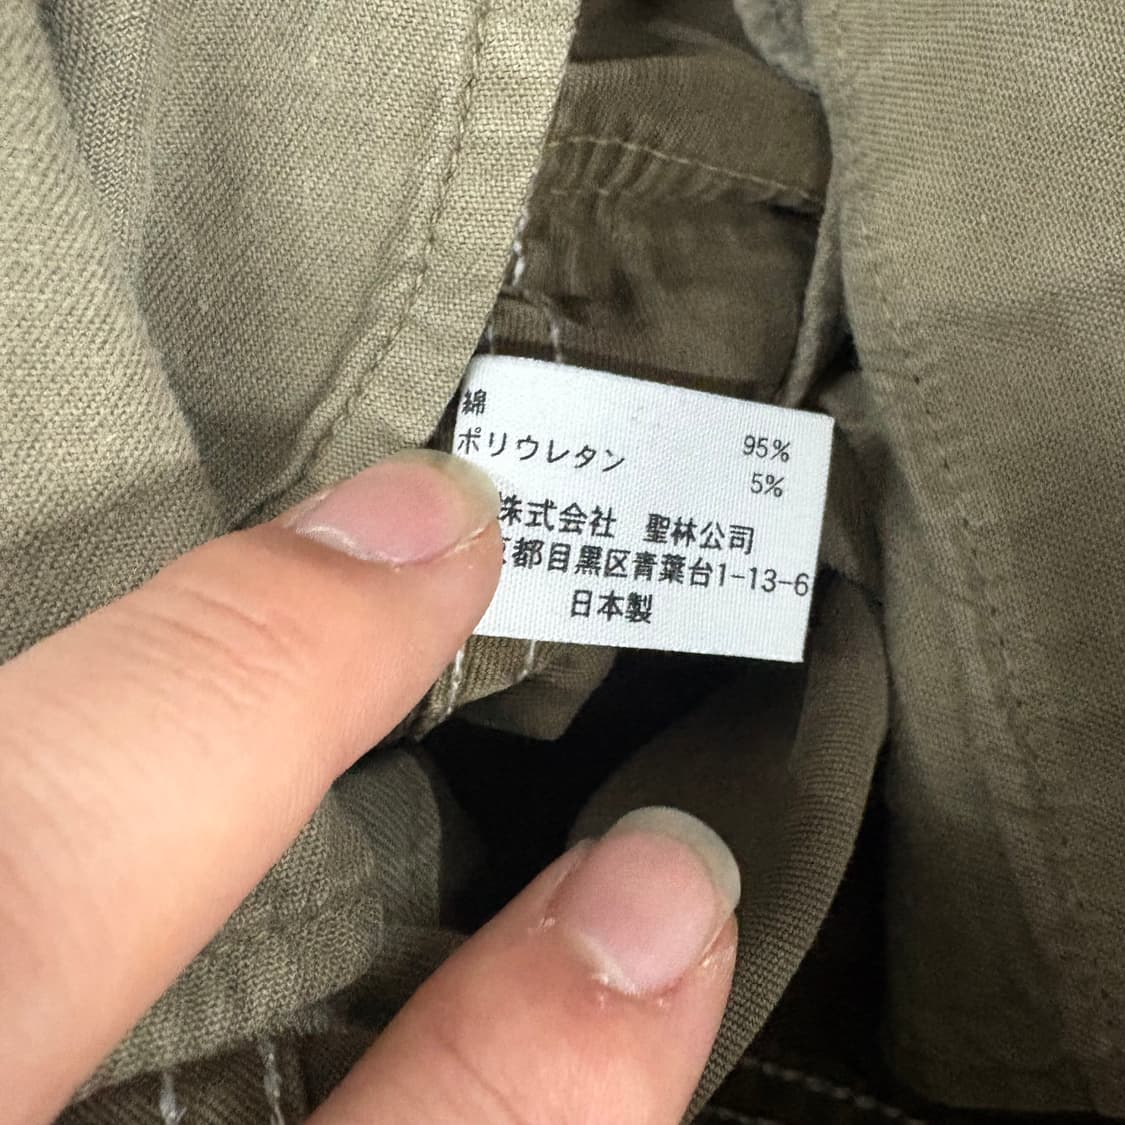 綿 95%
ポリウレタン 5%
株式会社 聖林公司
都目黒区青葉台1-13-6
日本製